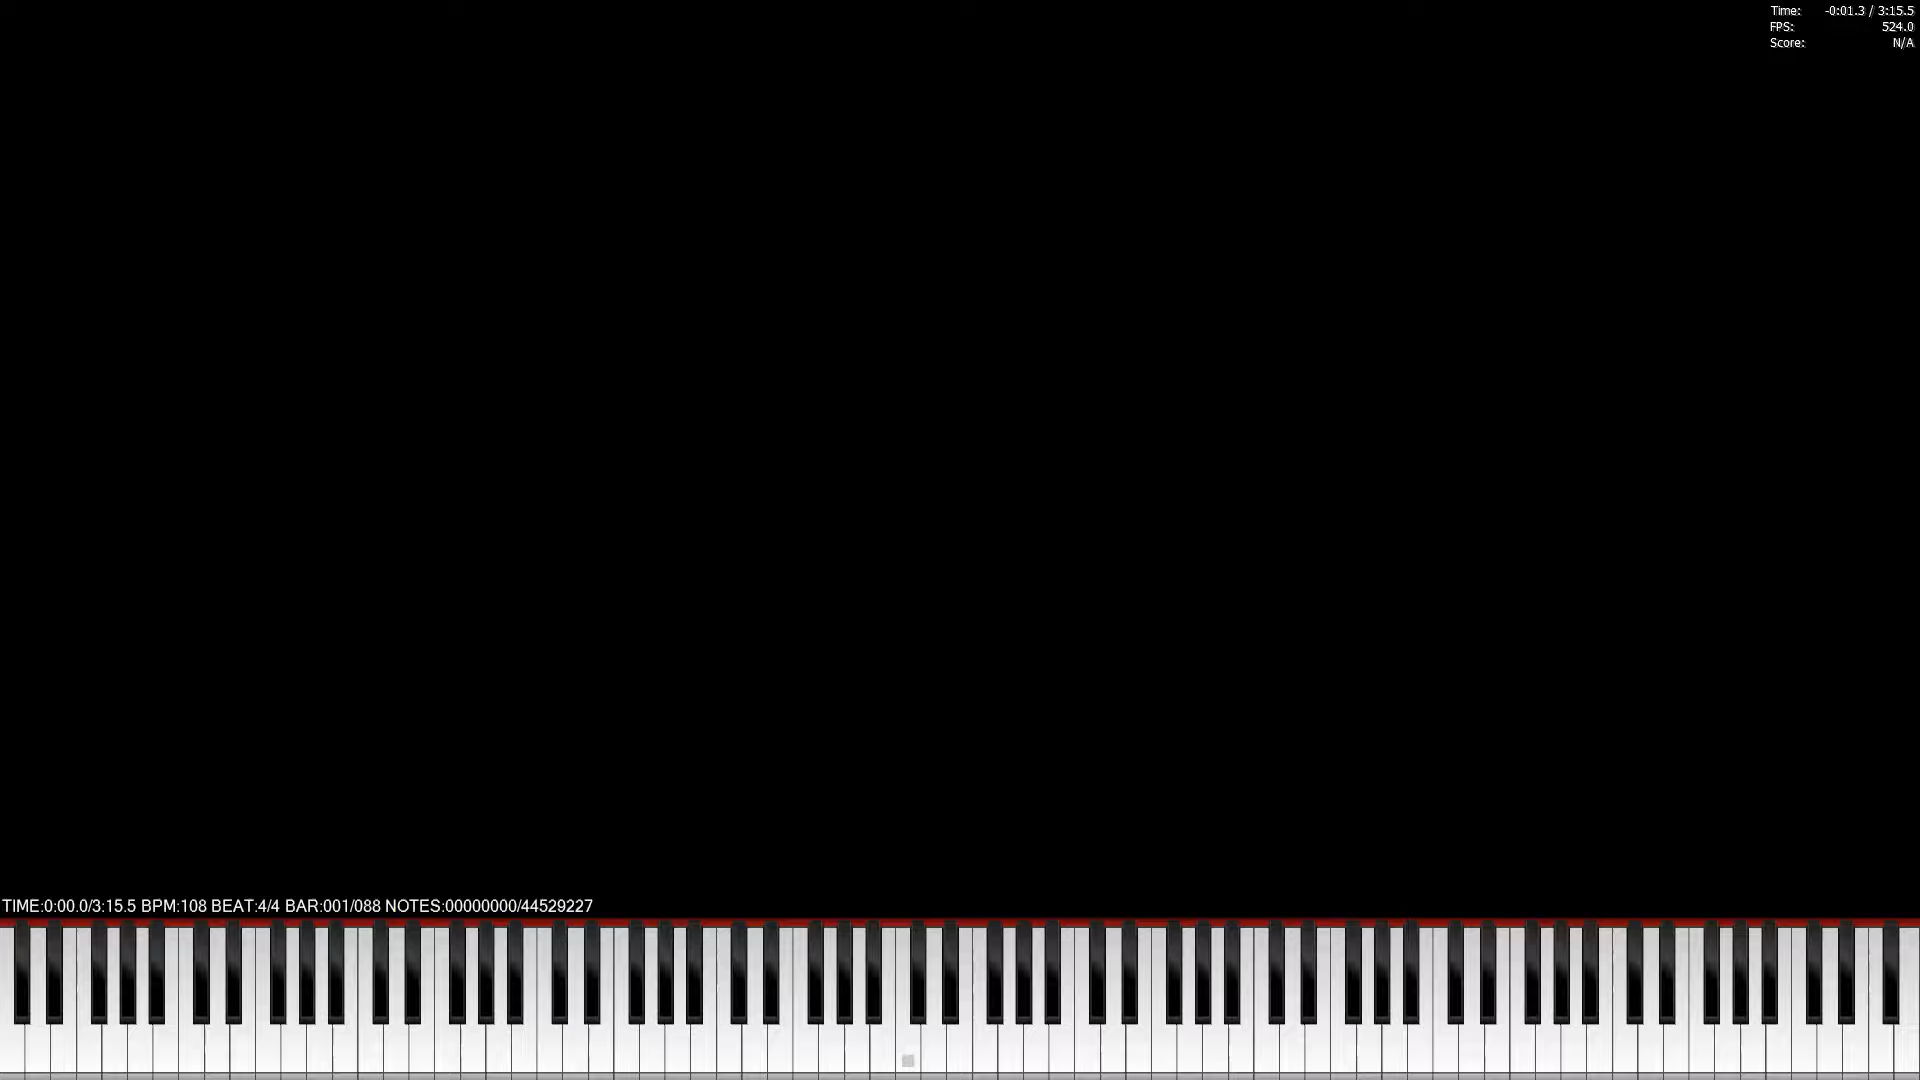 Time: -0:01.3 / 3:15.5
FPS: 524.0
Score: N/A
TIME:0:00.0/3:15.5 BPM:108 BEAT:4/4 BAR:001/088 NOTES:00000000/44529227